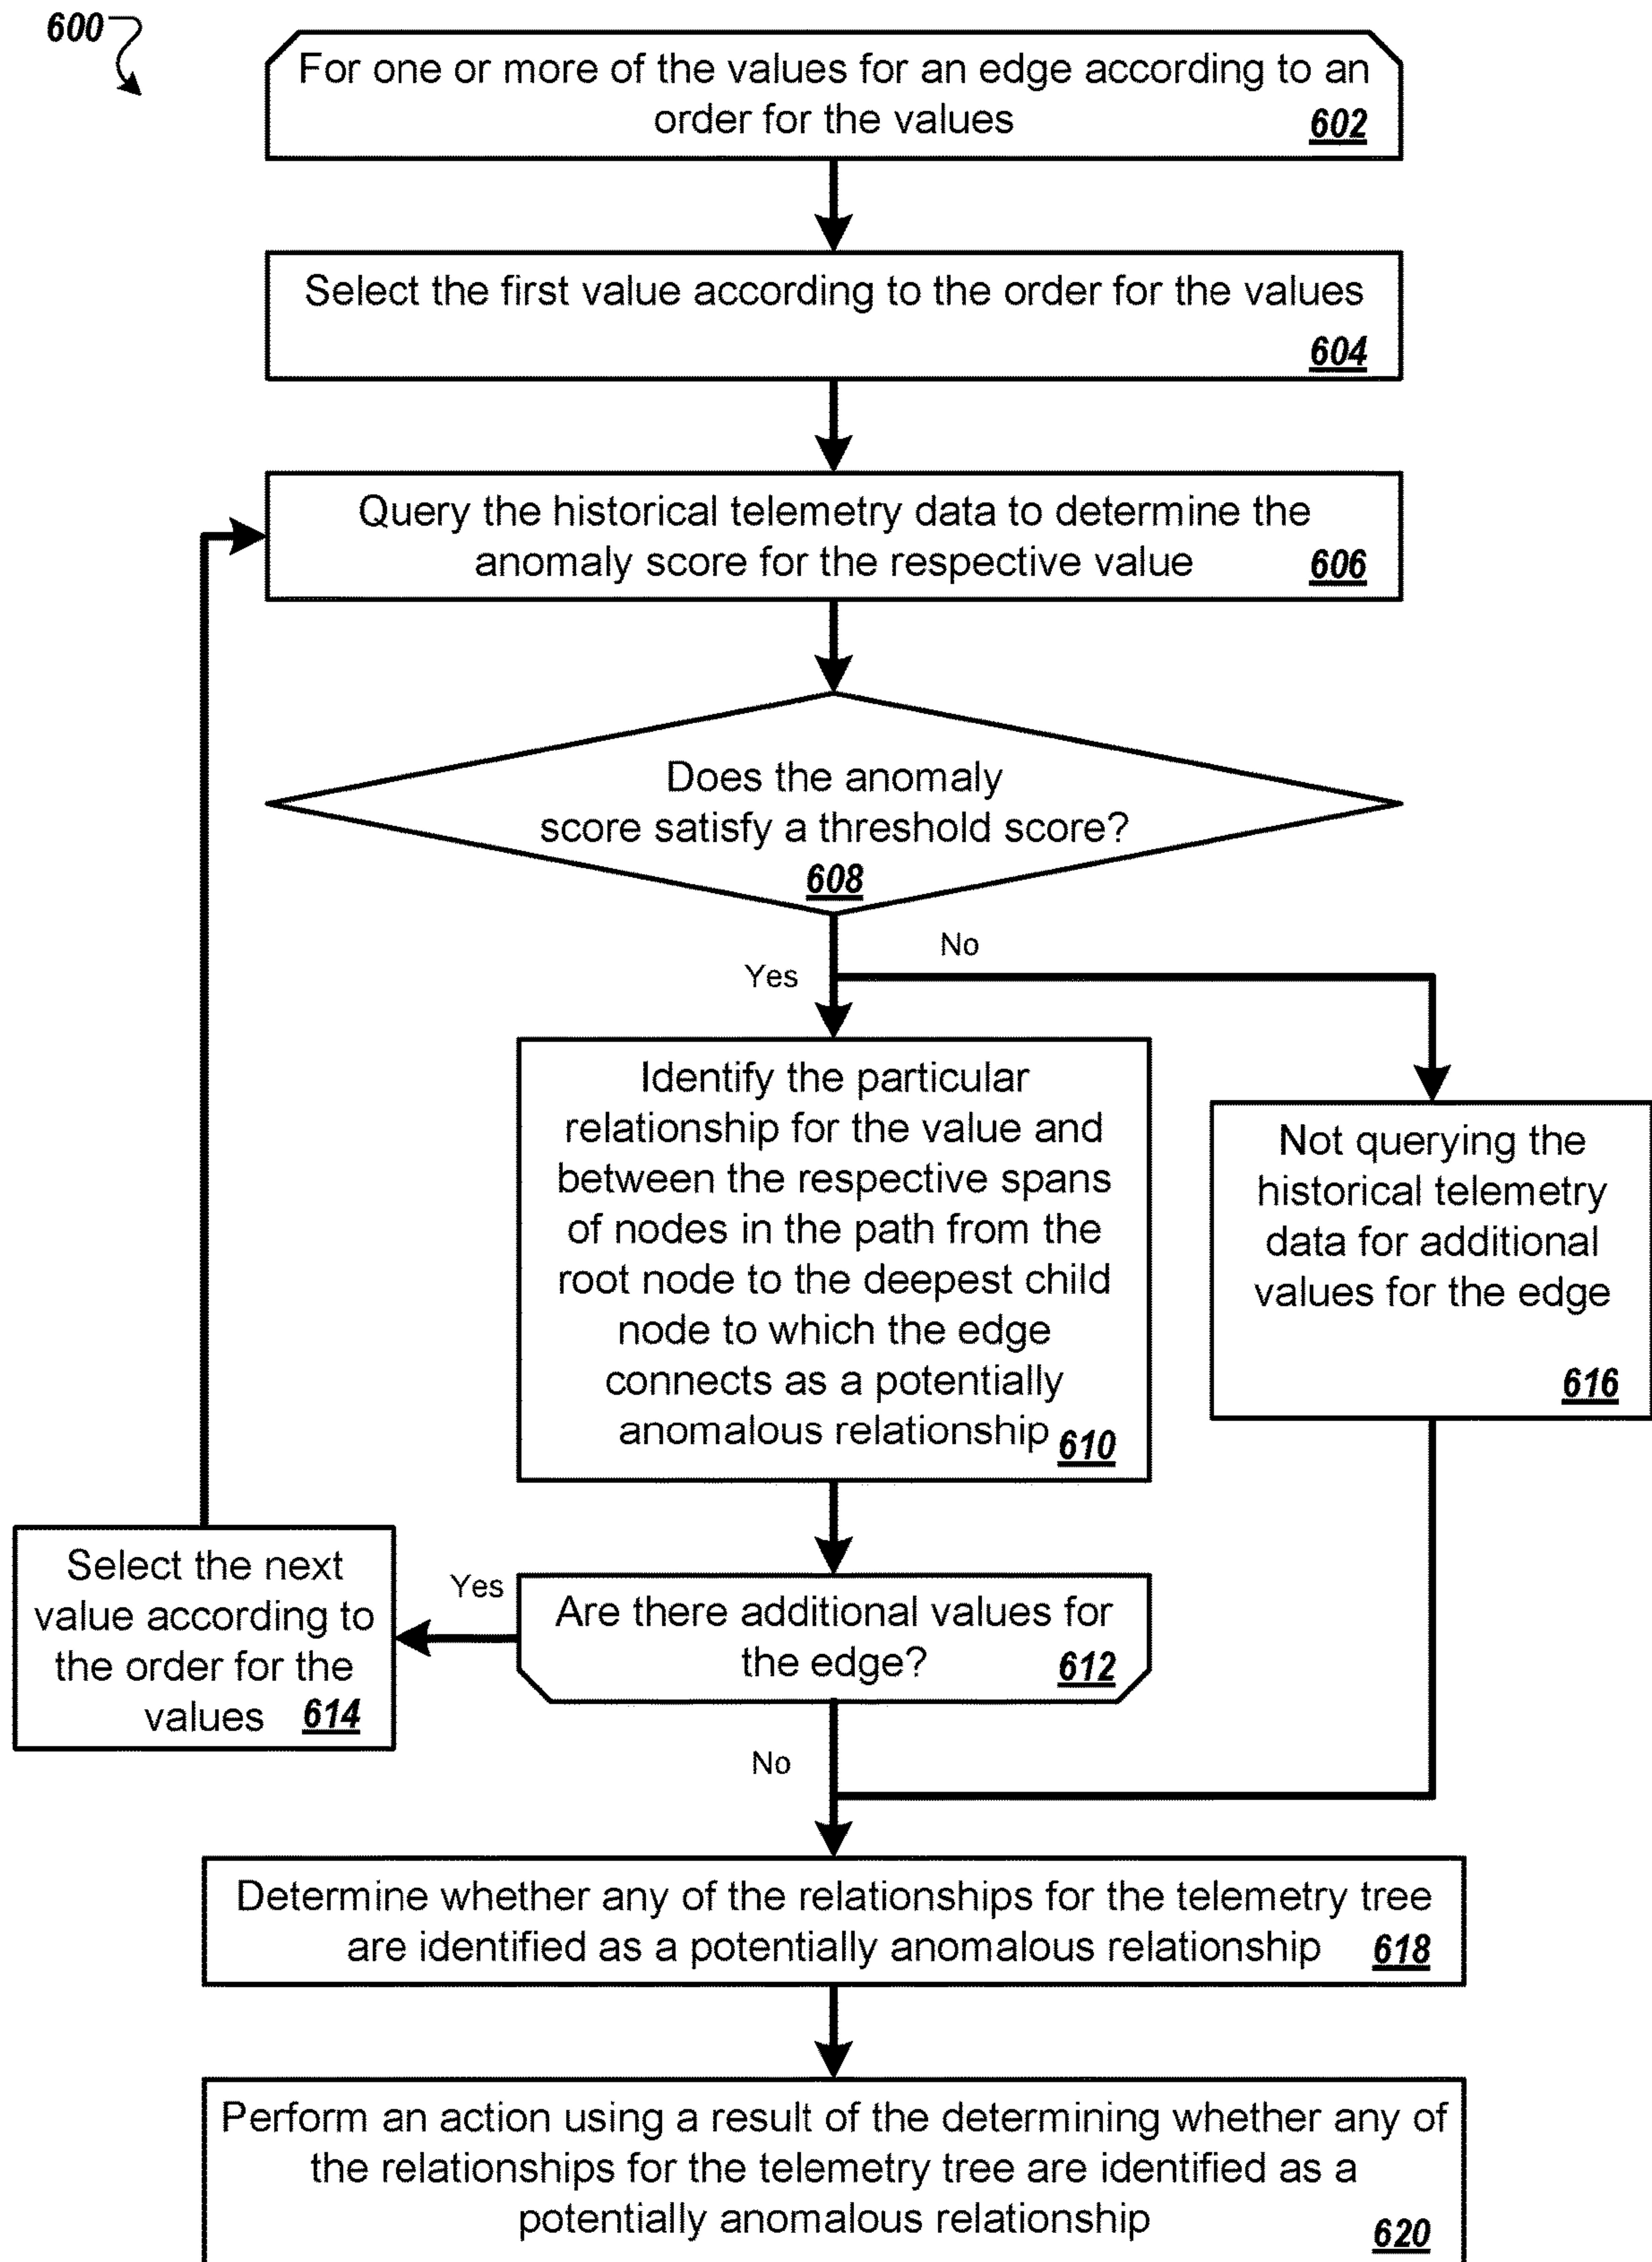 600
For one or more of the values for an edge according to an
order for the values 602
Select the first value according to the order for the values
604
Query the historical telemetry data to determine the
anomaly score for the respective value 606
Does the anomaly
score satisfy a threshold score?
608
No
Yes
Identify the particular
relationship for the value and
between the respective spans
of nodes in the path from the
root node to the deepest child
node to which the edge
connects as a potentially
anomalous relationship 610
Not querying the
historical telemetry
data for additional
values for the edge
616
Select the next
value according to
the order for the
values 614
Yes
Are there additional values for
the edge? 612
No
Determine whether any of the relationships for the telemetry tree
are identified as a potentially anomalous relationship 618
Perform an action using a result of the determining whether any of
the relationships for the telemetry tree are identified as a
potentially anomalous relationship 620